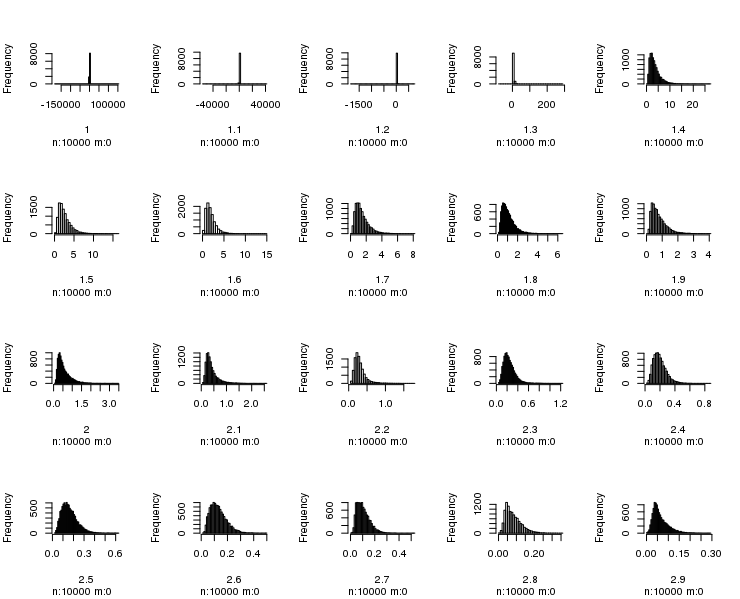 Frequency
0 8000
-150000 100000
1
n:10000 m:0
Frequency
0 8000
-40000 0 40000
1.1
n:10000 m:0
Frequency
0 8000
-1500 0
1.2
n:10000 m:0
Frequency
0 8000
0 200
1.3
n:10000 m:0
Frequency
0 1000
0 10 20
1.4
n:10000 m:0
Frequency
0 1500
0 5 10
1.5
n:10000 m:0
Frequency
0 2000
0 5 10 15
1.6
n:10000 m:0
Frequency
0 1000
0 2 4 6 8
1.7
n:10000 m:0
Frequency
0 600
0 2 4 6
1.8
n:10000 m:0
Frequency
0 1000
0 1 2 3 4
1.9
n:10000 m:0
Frequency
0 800
0.0 1.5 3.0
2
n:10000 m:0
Frequency
0 1200
0.0 1.0 2.0
2.1
n:10000 m:0
Frequency
0 1500
0.0 1.0
2.2
n:10000 m:0
Frequency
0 800
0.0 0.6 1.2
2.3
n:10000 m:0
Frequency
0 800
0.0 0.4 0.8
2.4
n:10000 m:0
Frequency
0 500
0.0 0.3 0.6
2.5
n:10000 m:0
Frequency
0 500
0.0 0.2 0.4
2.6
n:10000 m:0
Frequency
0 600
0.0 0.2 0.4
2.7
n:10000 m:0
Frequency
0 1200
0.00 0.20
2.8
n:10000 m:0
Frequency
0 600
0.00 0.15 0.30
2.9
n:10000 m:0